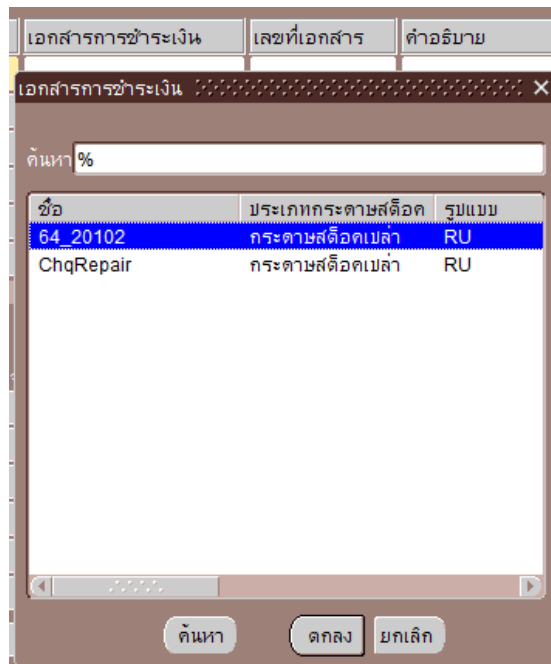 เอกสารการชำระเงิน เลขที่เอกสาร คำอธิบาย
เอกสารการชำระเงิน
ค้นหา %
ชื่อ ประเภทกระดาษสต็อค รูปแบบ
64_20102 กระดาษสต็อคเปล่า RU
ChqRepair กระดาษสต็อคเปล่า RU
ค้นหา ตกลง ยกเลิก